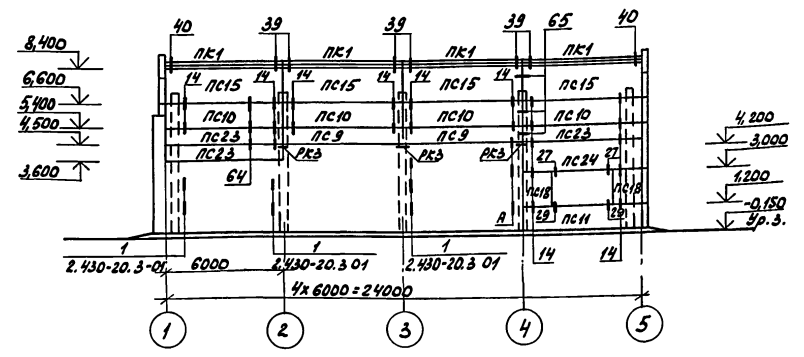 40 39 39 39 65 40
8,400
ПК1 ПК1 ПК1 ПК1
6,600
14 ПС15 14 14 ПС15 14 ПС15 14 ПС15
5,400
ПС10 ПС10 ПС10 ПС10
4,500
4,200
ПС23 ПС9 ПС9 ПС23
3,000
ПС23 РК3 РК3 РК3 27 ПС24 27
3,600
64
ПС18 ПС18
1,200
А 29 ПС11 29
-0,150
Ур.з.
1 1 1 14 14
2.430-20.3-01 6000 2.430-20.3 01 2.430-20.3 01
4х6000=24000
1 2 3 4 5